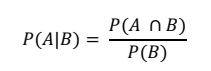 P(A|B) = P(A ∩ B) / P(B)